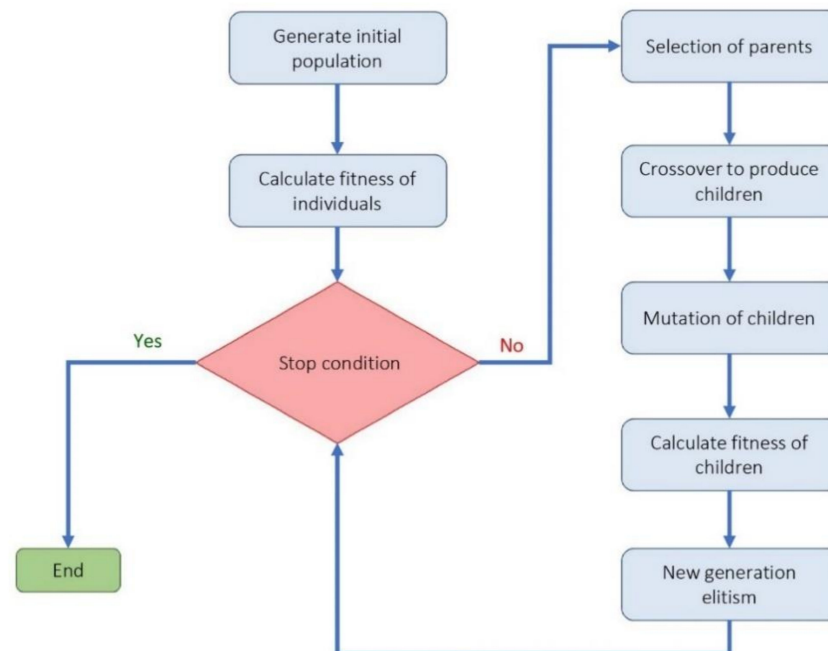 Generate initial
population
Calculate fitness of
individuals
Stop condition
Yes
No
End
Selection of parents
Crossover to produce
children
Mutation of children
Calculate fitness of
children
New generation
elitism